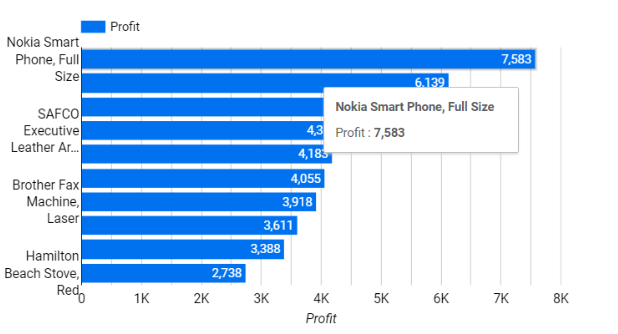 Profit
Nokia Smart
Phone, Full
Size
SAFCO
Executive
Leather Ar...
Brother Fax
Machine,
Laser
Hamilton
Beach Stove,
Red
7,583
6,139
4,3
4,183
4,055
3,918
3,611
3,388
2,738
Nokia Smart Phone, Full Size
Profit : 7,583
0 1K 2K 3K 4K 5K 6K 7K 8K
Profit